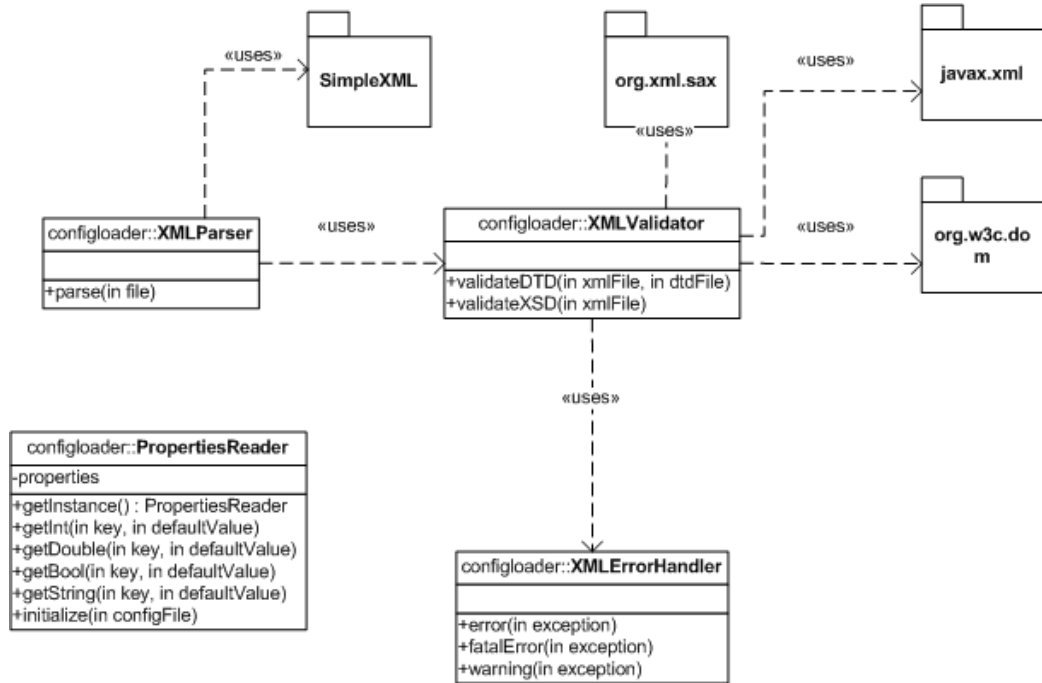 «uses»
SimpleXML
org.xml.sax
«uses»
«uses»
javax.xml
configloader::XMLParser
+parse(in file)
«uses»
configloader::XMLValidator
+validateDTD(in xmlFile, in dtdFile)
+validateXSD(in xmlFile)
«uses»
org.w3c.do
m
«uses»
configloader::PropertiesReader
-properties
+getInstance() : PropertiesReader
+getInt(in key, in defaultValue)
+getDouble(in key, in defaultValue)
+getBool(in key, in defaultValue)
+getString(in key, in defaultValue)
+initialize(in configFile)
configloader::XMLErrorHandler
+error(in exception)
+fatalError(in exception)
+warning(in exception)